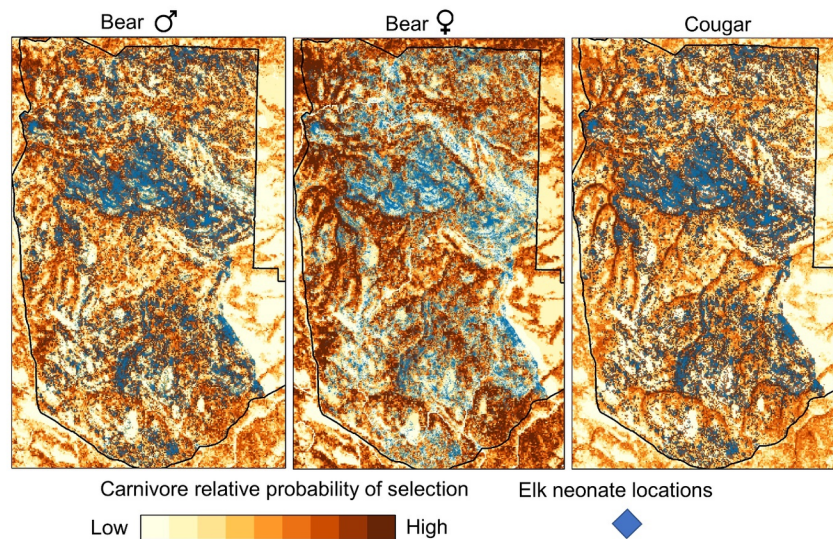 Bear ♂ Bear ♀ Cougar
Carnivore relative probability of selection Elk neonate locations
Low High